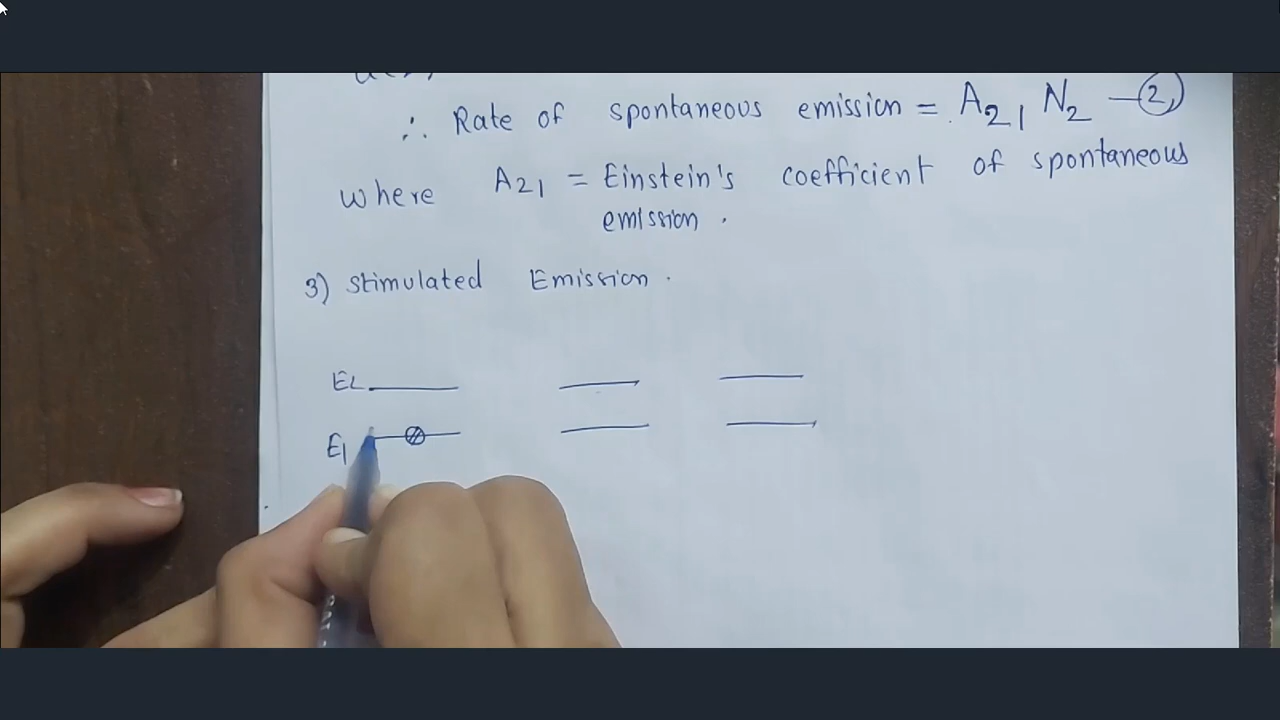 ∴ Rate of spontaneous emission = A₂₁ N₂ — ②
where A₂₁ = Einstein's coefficient of spontaneous
emission.
3) Stimulated Emission.
E₂
E₁